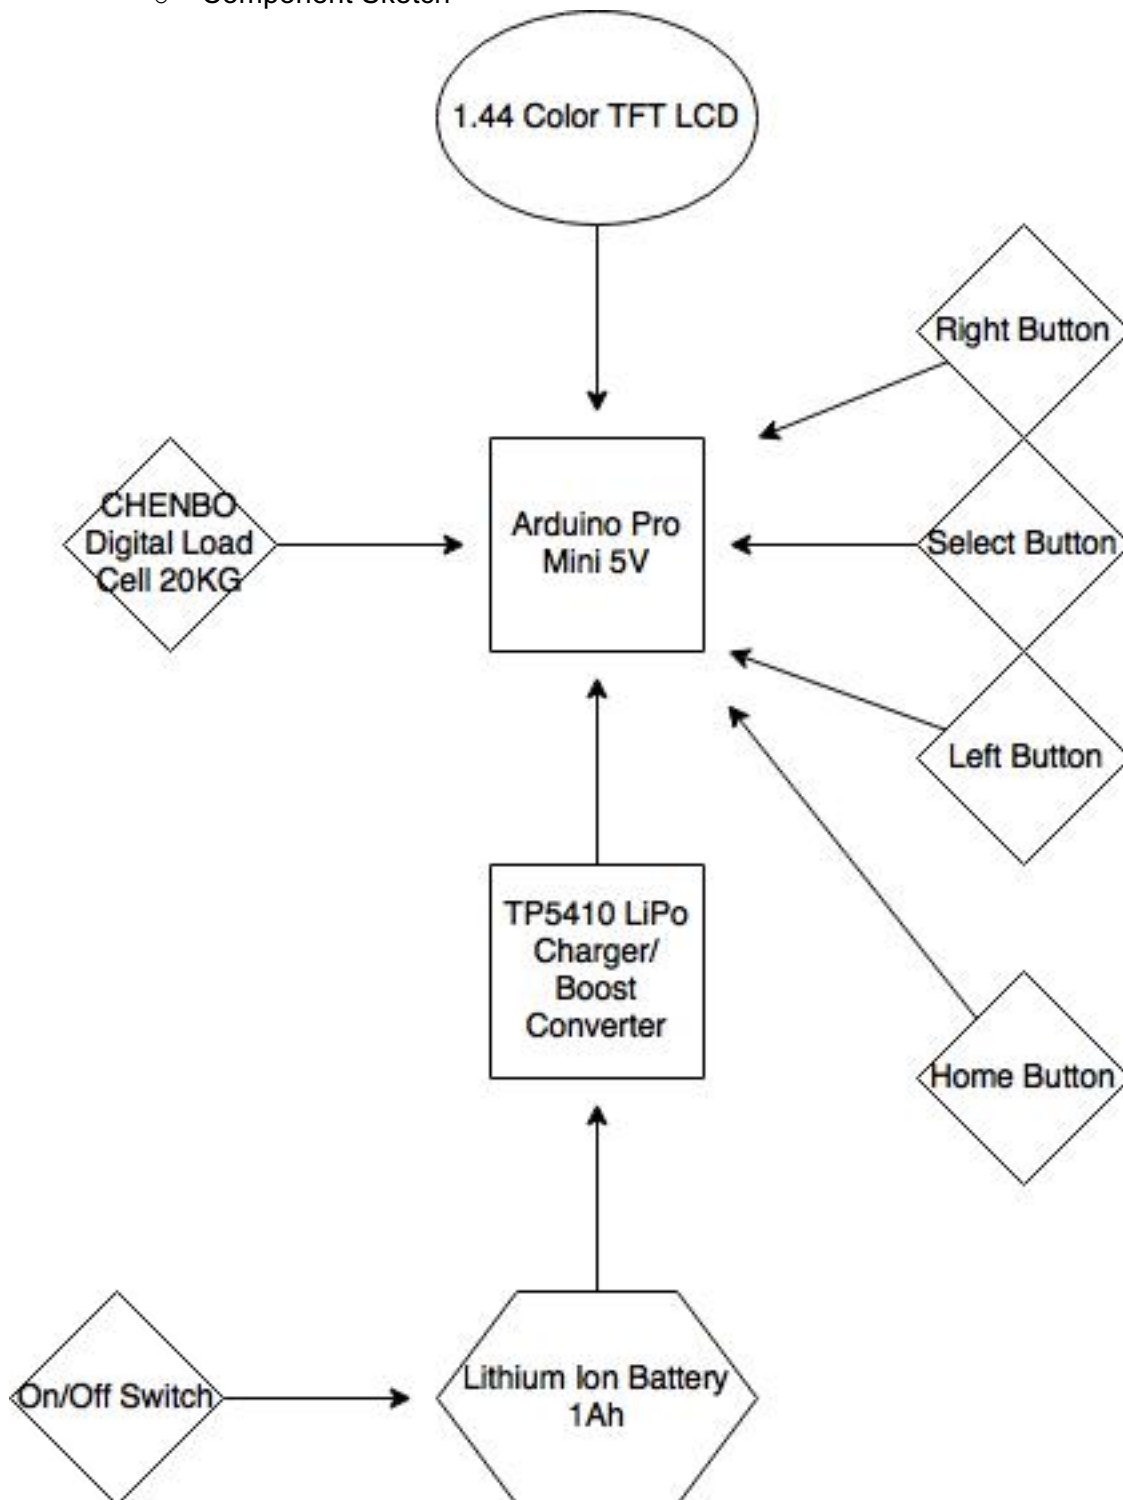 ○ Component Sketch
1.44 Color TFT LCD
Right Button
CHENBO
Digital Load
Cell 20KG
Arduino Pro
Mini 5V
Select Button
Left Button
TP5410 LiPo
Charger/
Boost
Converter
Home Button
On/Off Switch
Lithium Ion Battery
1Ah